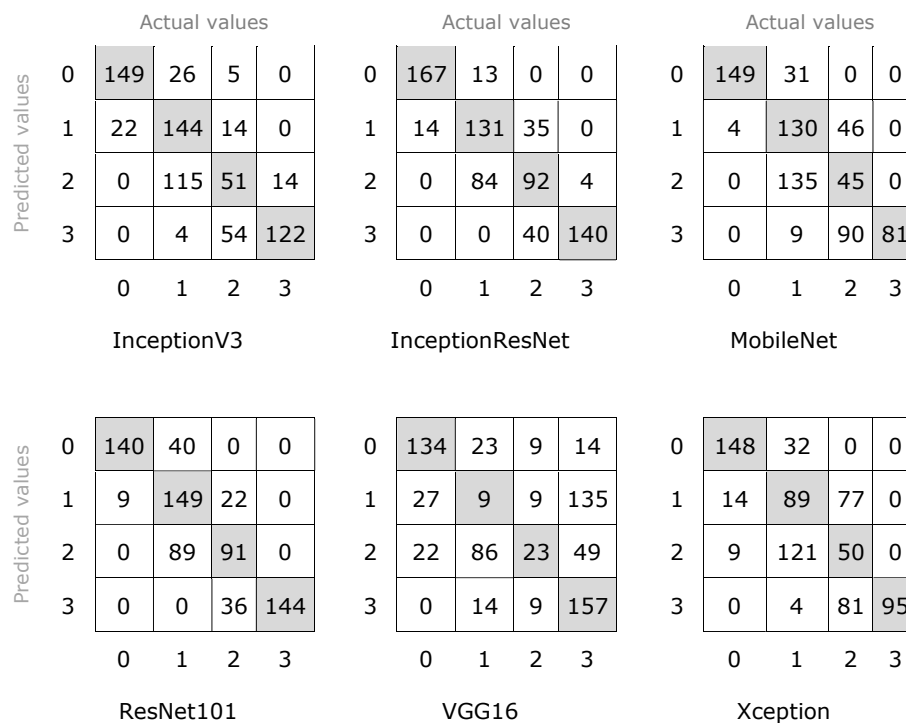 Actual values Actual values Actual values
Predicted values
0 149 26 5 0 0 167 13 0 0 0 149 31 0 0
1 22 144 14 0 1 14 131 35 0 1 4 130 46 0
2 0 115 51 14 2 0 84 92 4 2 0 135 45 0
3 0 4 54 122 3 0 0 40 140 3 0 9 90 81
0 1 2 3 0 1 2 3 0 1 2 3
InceptionV3 InceptionResNet MobileNet
Predicted values
0 140 40 0 0 0 134 23 9 14 0 148 32 0 0
1 9 149 22 0 1 27 9 9 135 1 14 89 77 0
2 0 89 91 0 2 22 86 23 49 2 9 121 50 0
3 0 0 36 144 3 0 14 9 157 3 0 4 81 95
0 1 2 3 0 1 2 3 0 1 2 3
ResNet101 VGG16 Xception